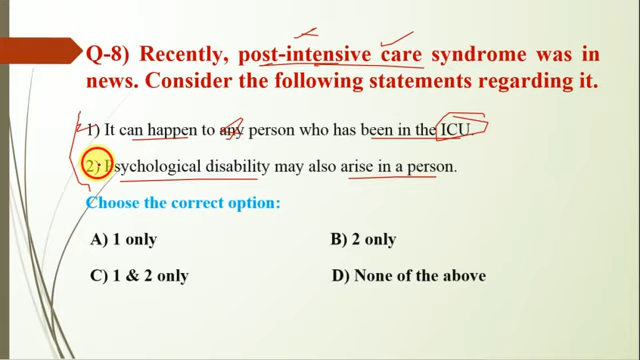 Q-8) Recently, post-intensive care syndrome was in
news. Consider the following statements regarding it.
1) It can happen to any person who has been in the ICU.
2) Psychological disability may also arise in a person.
Choose the correct option:
A) 1 only B) 2 only
C) 1 & 2 only D) None of the above